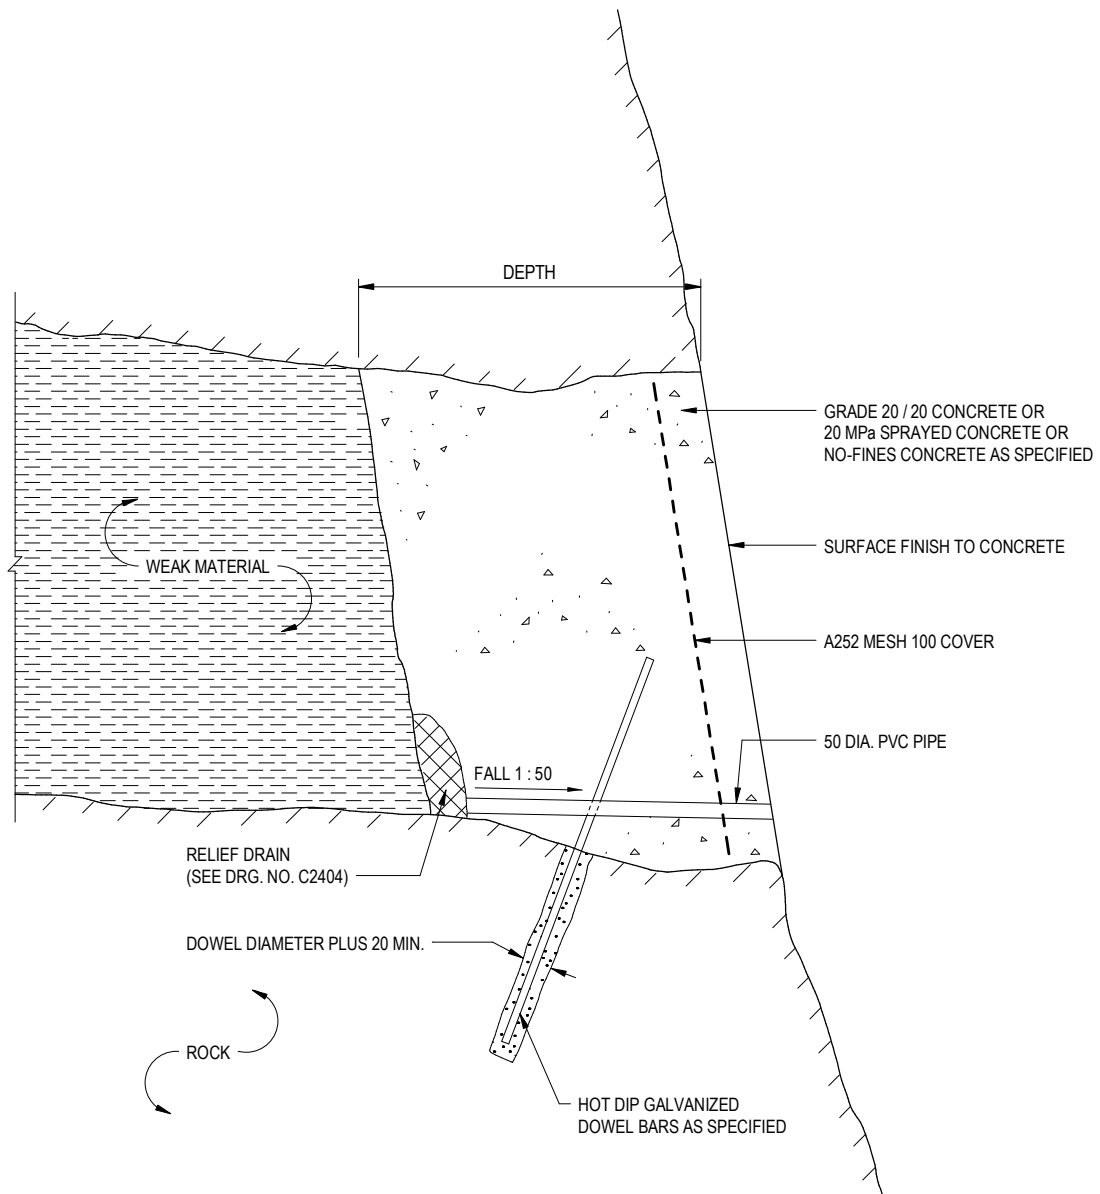 DEPTH
GRADE 20 / 20 CONCRETE OR
20 MPa SPRAYED CONCRETE OR
NO-FINES CONCRETE AS SPECIFIED
SURFACE FINISH TO CONCRETE
WEAK MATERIAL
A252 MESH 100 COVER
50 DIA. PVC PIPE
FALL 1 : 50
RELIEF DRAIN
(SEE DRG. NO. C2404)
DOWEL DIAMETER PLUS 20 MIN.
ROCK
HOT DIP GALVANIZED
DOWEL BARS AS SPECIFIED